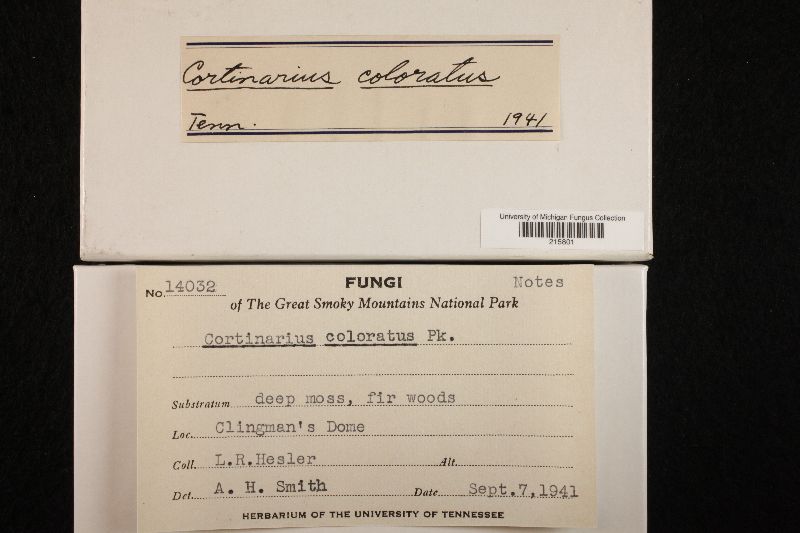 Cortinarius coloratus
Tenn. 1941
University of Michigan Fungus Collection
215801
No. 14032 FUNGI Notes
of The Great Smoky Mountains National Park
Cortinarius coloratus Pk.
Substratum deep moss, fir woods
Loc. Clingman's Dome
Coll. L.R.Hesler Alt.
Det. A. H. Smith Date Sept.7,1941
HERBARIUM OF THE UNIVERSITY OF TENNESSEE